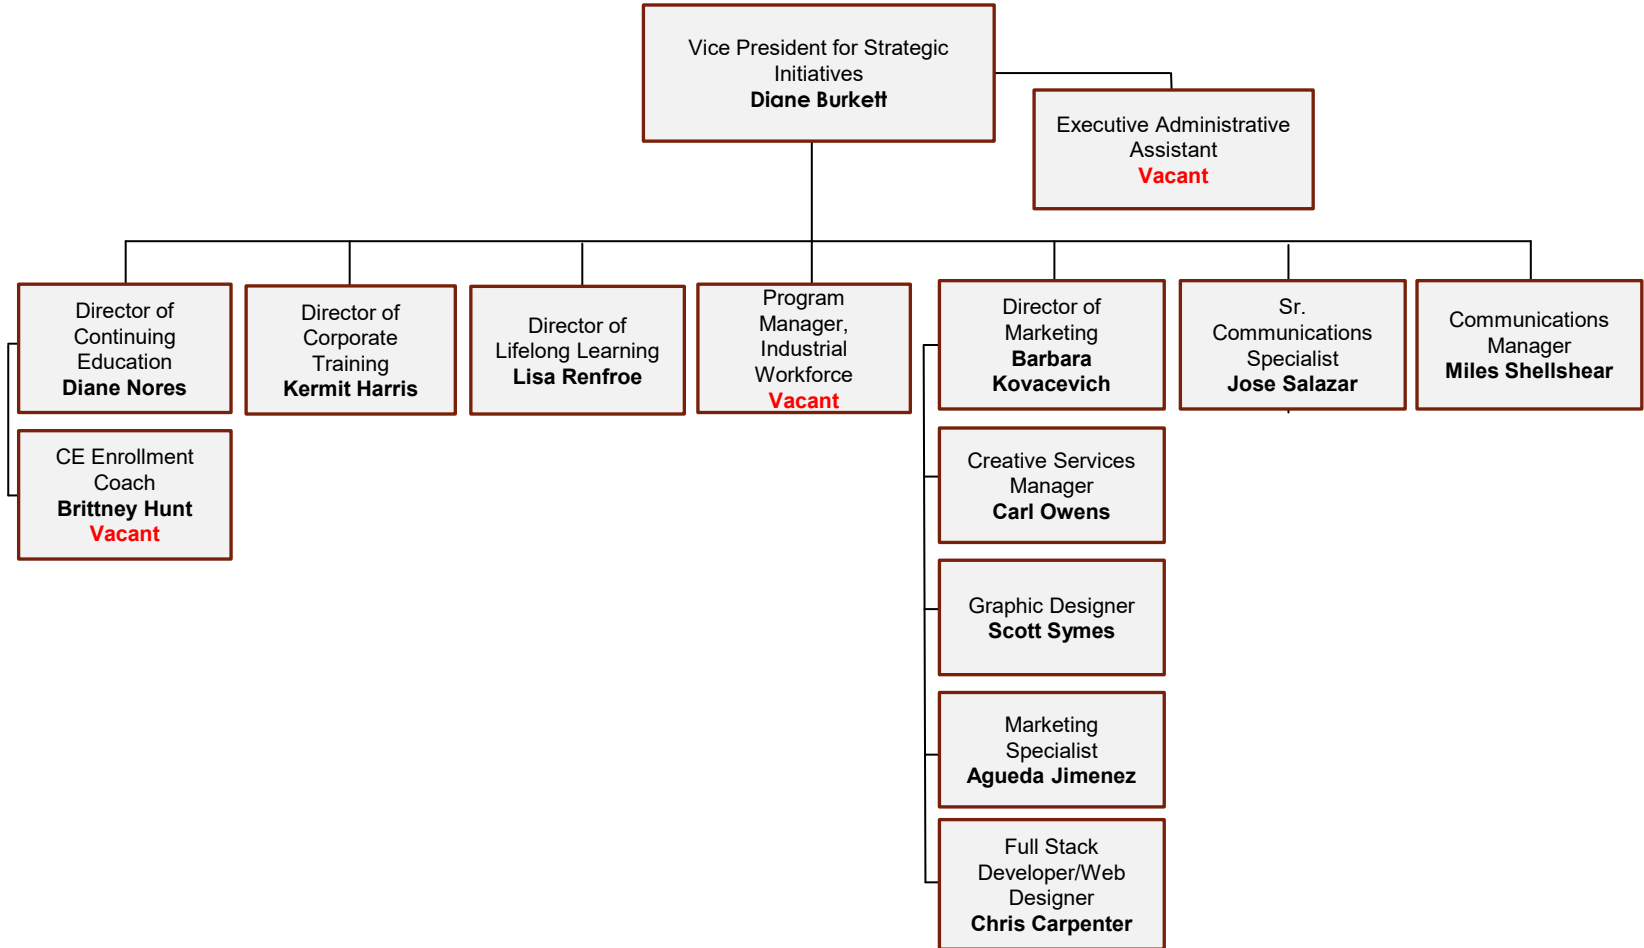 Vice President for Strategic
Initiatives
Diane Burkett
Executive Administrative
Assistant
Vacant
Director of
Continuing
Education
Diane Nores
Director of
Corporate
Training
Kermit Harris
Director of
Lifelong Learning
Lisa Renfroe
Program
Manager,
Industrial
Workforce
Vacant
Director of
Marketing
Barbara
Kovacevich
Sr.
Communications
Specialist
Jose Salazar
Communications
Manager
Miles Shellshear
CE Enrollment
Coach
Brittney Hunt
Vacant
Creative Services
Manager
Carl Owens
Graphic Designer
Scott Symes
Marketing
Specialist
Agueda Jimenez
Full Stack
Developer/Web
Designer
Chris Carpenter